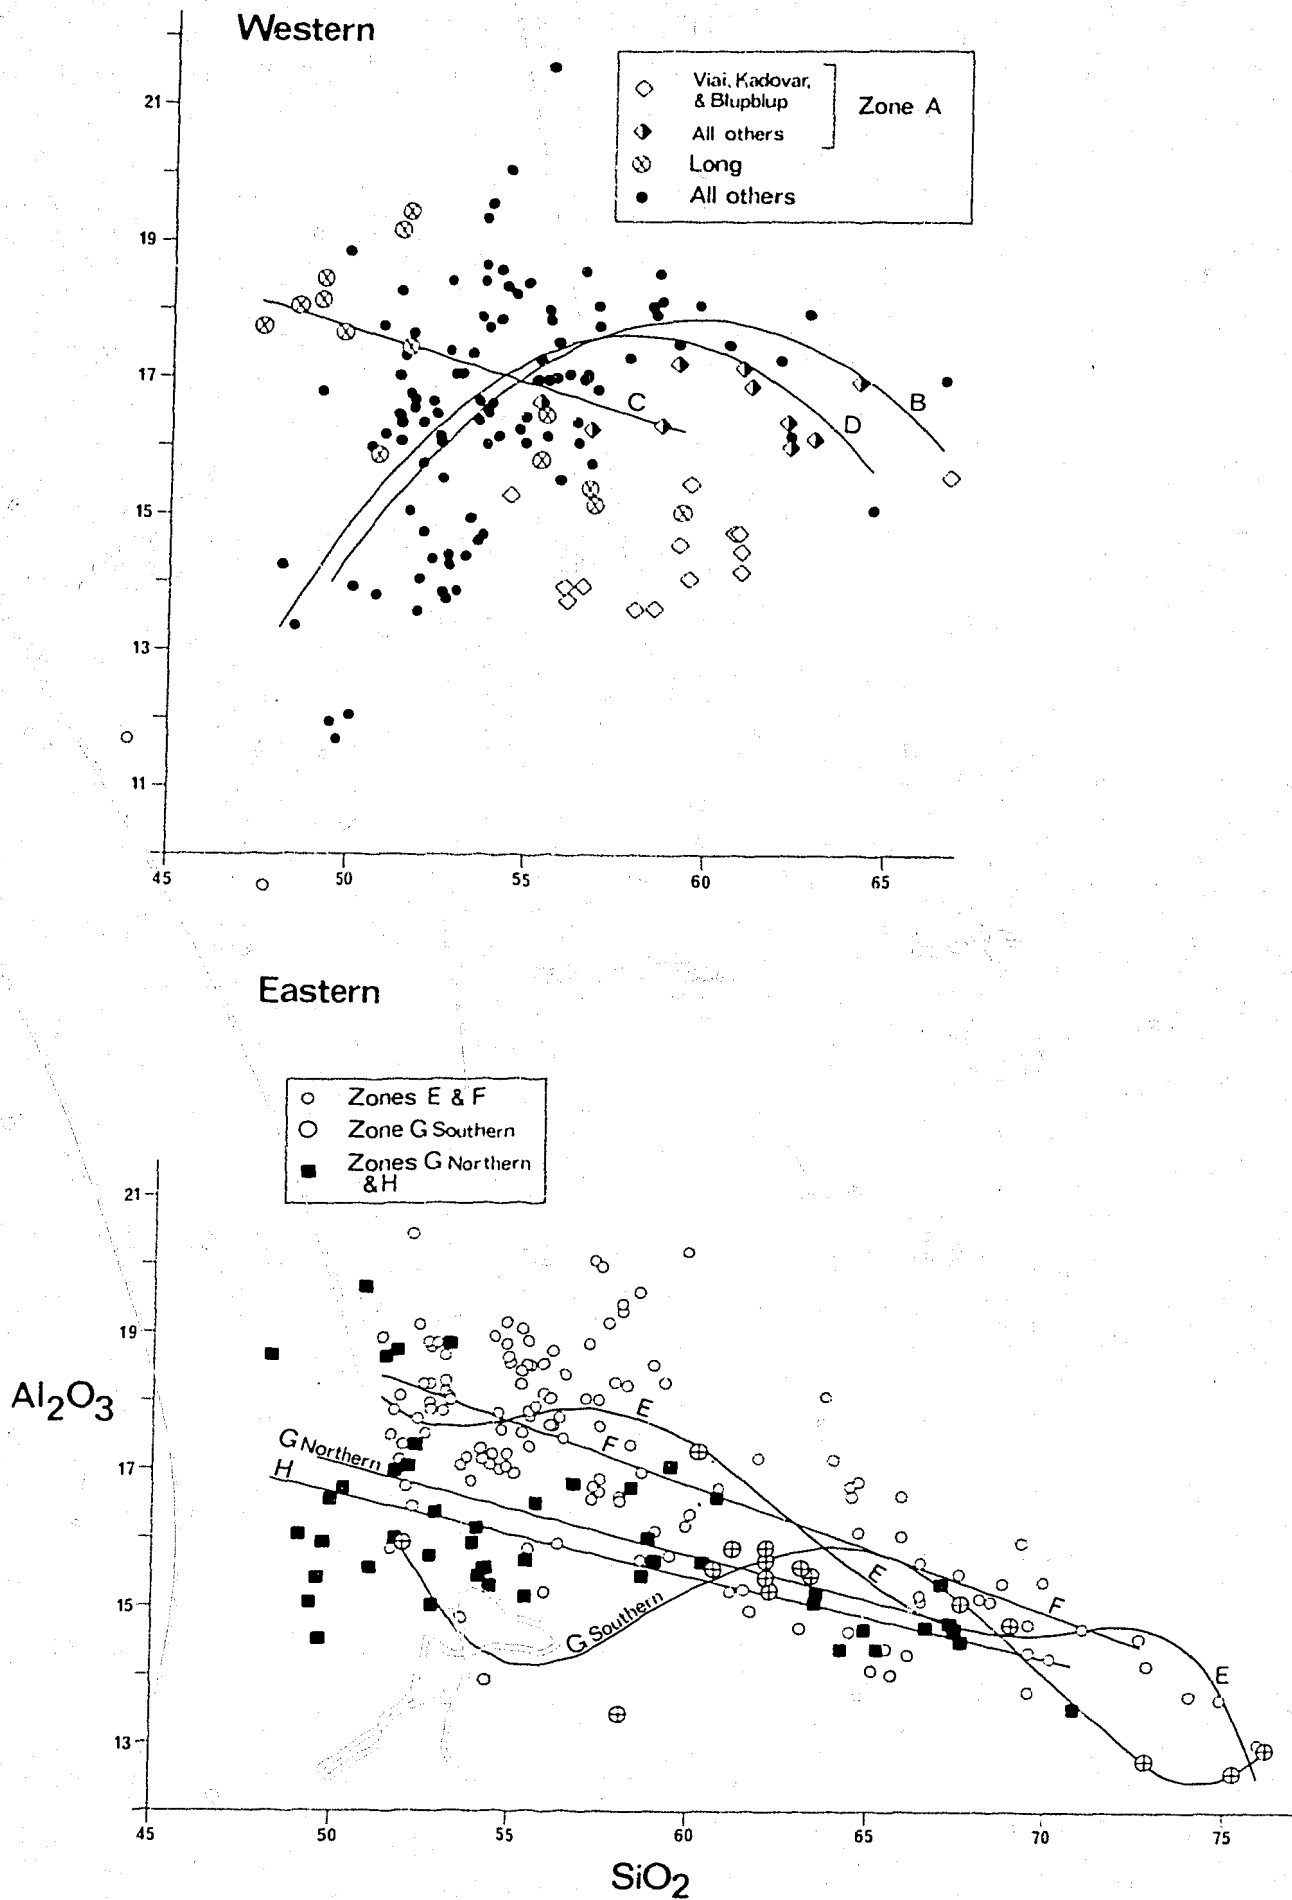 Western
Viai, Kadovar,
& Blupblup
Zone A
All others
Long
All others
21
19
17
15
13
11
C
B
D
45
50
55
60
65
Eastern
Zones E & F
Zone G Southern
Zones G Northern
& H
21
19
17
15
13
Al2O3
E
F
G Northern
H
E
F
G Southern
E
45
50
55
60
65
70
75
SiO2